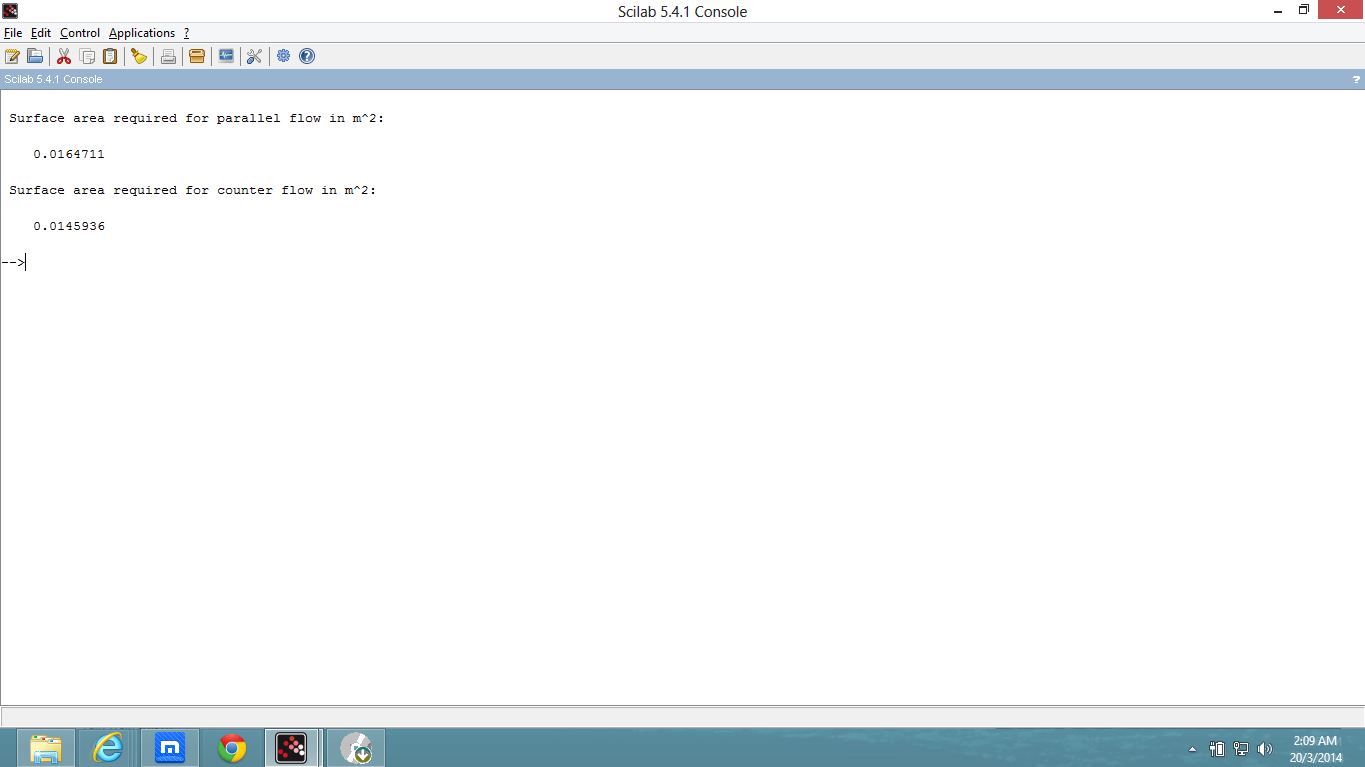 Scilab 5.4.1 Console
File Edit Control Applications ?
Scilab 5.4.1 Console ?
Surface area required for parallel flow in m^2:
0.0164711
Surface area required for counter flow in m^2:
0.0145936
-->
2:09 AM
20/3/2014